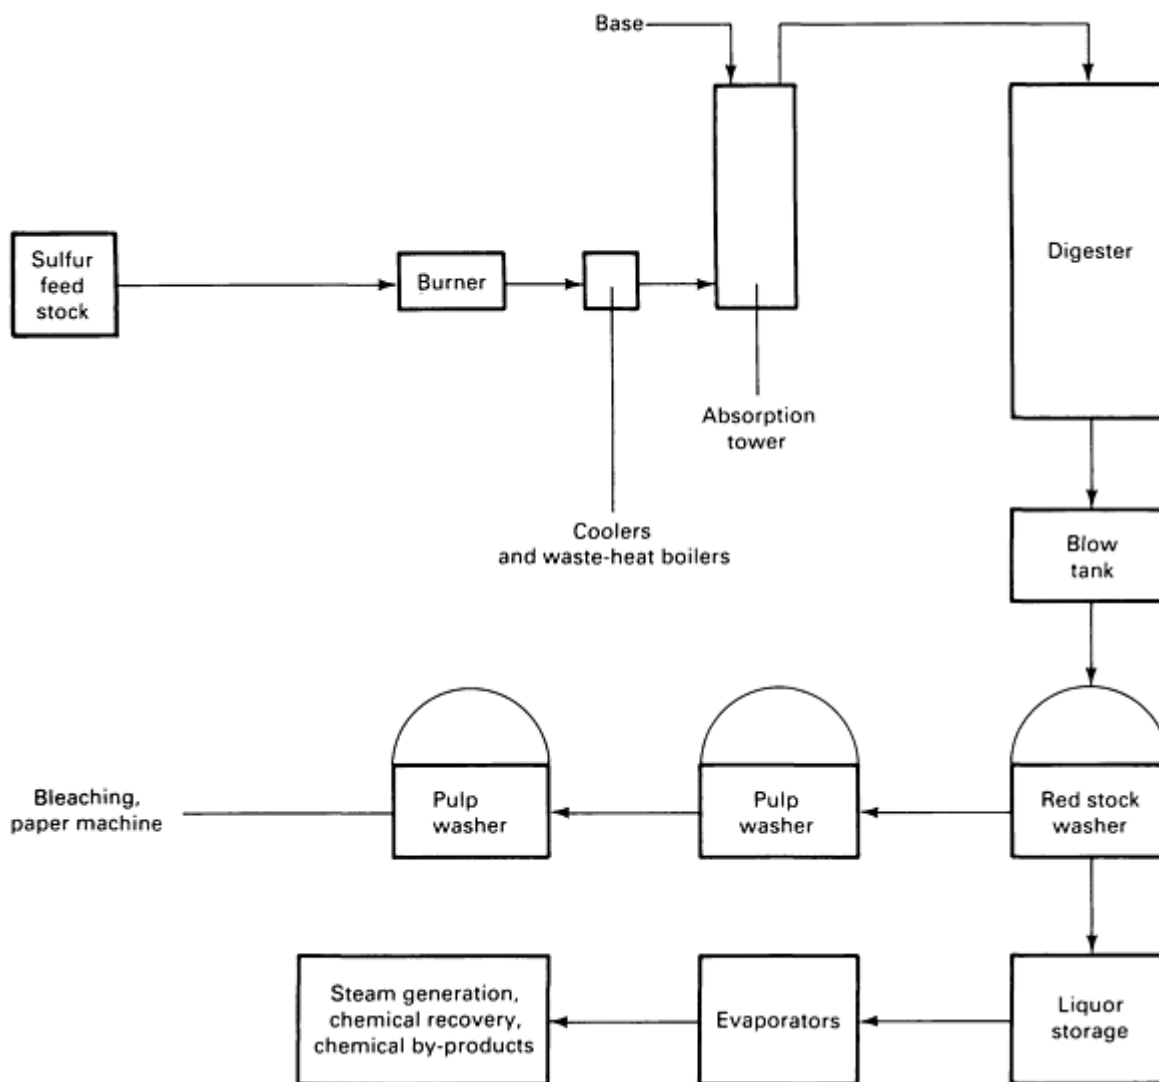 Base
Sulfur
feed
stock
Burner
Digester
Absorption
tower
Coolers
and waste-heat boilers
Blow
tank
Bleaching,
paper machine
Pulp
washer
Pulp
washer
Red stock
washer
Steam generation,
chemical recovery,
chemical by-products
Evaporators
Liquor
storage